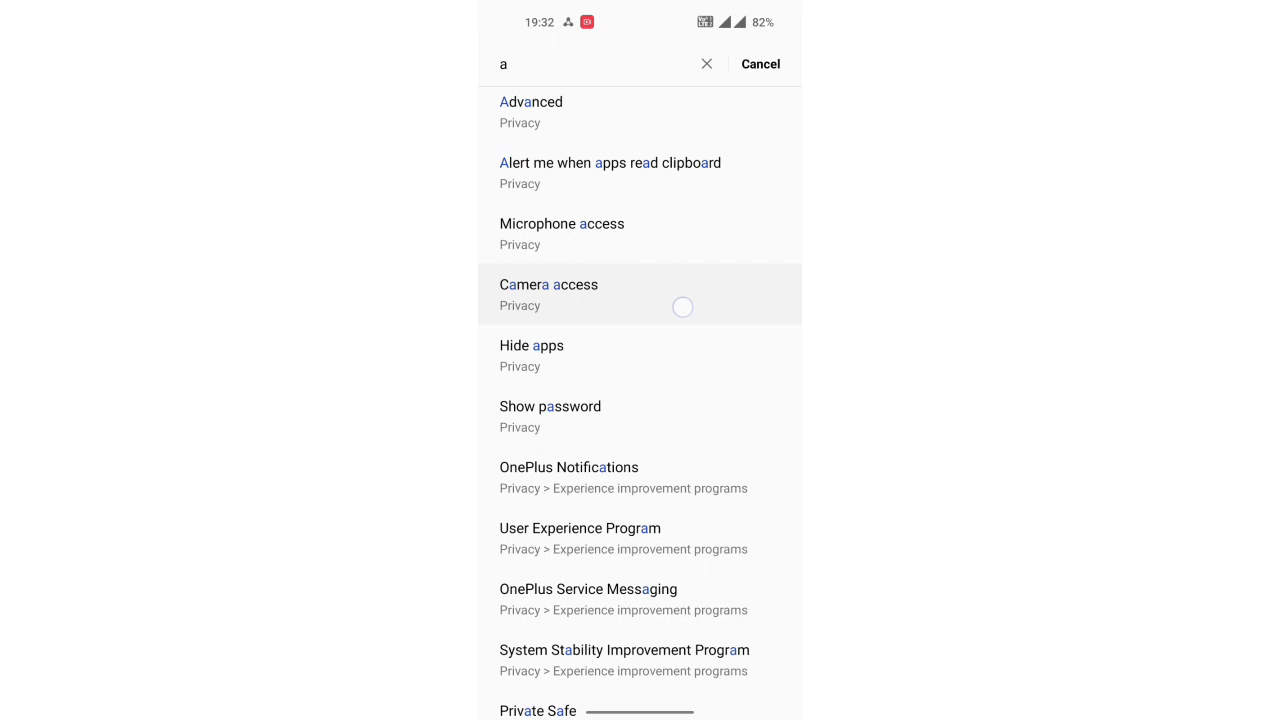 19:32 82%
a Cancel
Advanced
Privacy
Alert me when apps read clipboard
Privacy
Microphone access
Privacy
Camera access
Privacy
Hide apps
Privacy
Show password
Privacy
OnePlus Notifications
Privacy > Experience improvement programs
User Experience Program
Privacy > Experience improvement programs
OnePlus Service Messaging
Privacy > Experience improvement programs
System Stability Improvement Program
Privacy > Experience improvement programs
Private Safe